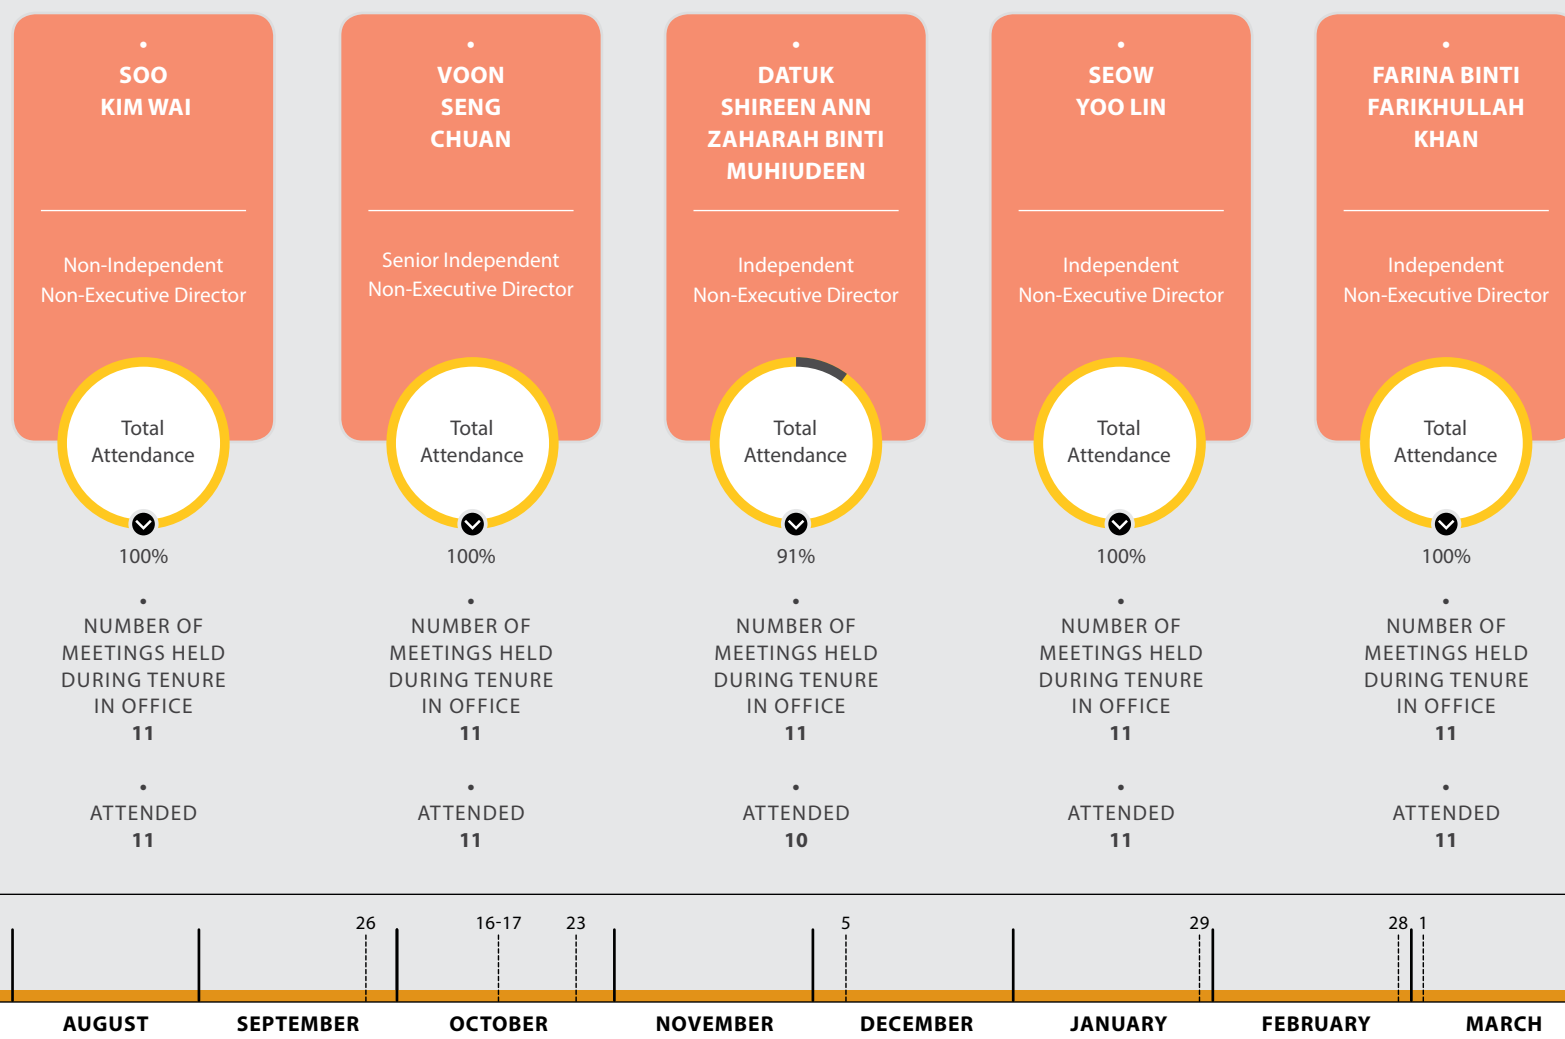 SOO
KIM WAI
Non-Independent
Non-Executive Director
Total
Attendance
100%
NUMBER OF
MEETINGS HELD
DURING TENURE
IN OFFICE
11
ATTENDED
11
VOON
SENG
CHUAN
Senior Independent
Non-Executive Director
Total
Attendance
100%
NUMBER OF
MEETINGS HELD
DURING TENURE
IN OFFICE
11
ATTENDED
11
DATUK
SHIREEN ANN
ZAHARAH BINTI
MUHIUDEEN
Independent
Non-Executive Director
Total
Attendance
91%
NUMBER OF
MEETINGS HELD
DURING TENURE
IN OFFICE
11
ATTENDED
10
SEOW
YOO LIN
Independent
Non-Executive Director
Total
Attendance
100%
NUMBER OF
MEETINGS HELD
DURING TENURE
IN OFFICE
11
ATTENDED
11
FARINA BINTI
FARIKHULLAH
KHAN
Independent
Non-Executive Director
Total
Attendance
100%
NUMBER OF
MEETINGS HELD
DURING TENURE
IN OFFICE
11
ATTENDED
11
26 16-17 23 5 29 28 1
AUGUST SEPTEMBER OCTOBER NOVEMBER DECEMBER JANUARY FEBRUARY MARCH